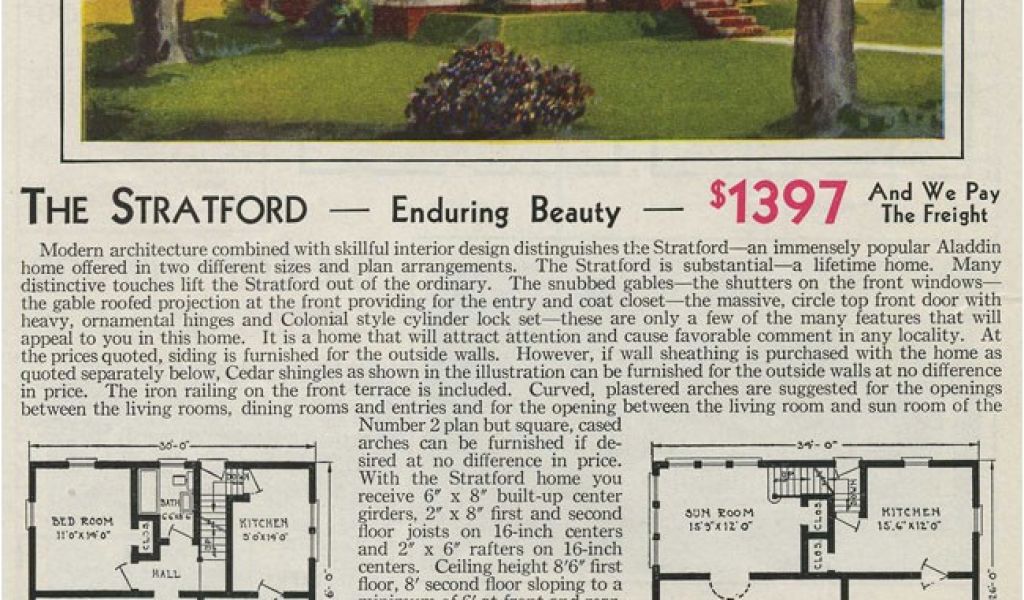 THE STRATFORD — Enduring Beauty — $1397 And We Pay
The Freight
Modern architecture combined with skillful interior design distinguishes the Stratford—an immensely popular Aladdin
home offered in two different sizes and plan arrangements. The Stratford is substantial—a lifetime home. Many
distinctive touches lift the Stratford out of the ordinary. The snubbed gables—the shutters on the front windows—
the gable roofed projection at the front providing for the entry and coat closet—the massive, circle top front door with
heavy, ornamental hinges and Colonial style cylinder lock set—these are only a few of the many features that will
appeal to you in this home. It is a home that will attract attention and cause favorable comment in any locality. At
the prices quoted, siding is furnished for the outside walls. However, if wall sheathing is purchased with the home as
quoted separately below, Cedar shingles as shown in the illustration can be furnished for the outside walls at no difference
in price. The iron railing on the front terrace is included. Curved, plastered arches are suggested for the openings
between the living rooms, dining rooms and entries and for the opening between the living room and sun room of the
Number 2 plan but square, cased
arches can be furnished if de-
sired at no difference in price.
With the Stratford home you
receive 6″ x 8″ built-up center
girders, 2″ x 8″ first and second
floor joists on 16-inch centers
and 2″ x 6″ rafters on 16-inch
centers. Ceiling height 8′6″ first
floor, 8′ second floor sloping to a
30'-0"
BED ROOM
11'0"x14'0"
BATH
CLOS
UP
DOWN
KITCHEN
9'0"x14'0"
HALL
34'-0"
SUN ROOM
15'9"x12'0"
CLOS
CLOS
DOWN
KITCHEN
15'6"x12'0"
26'-0"